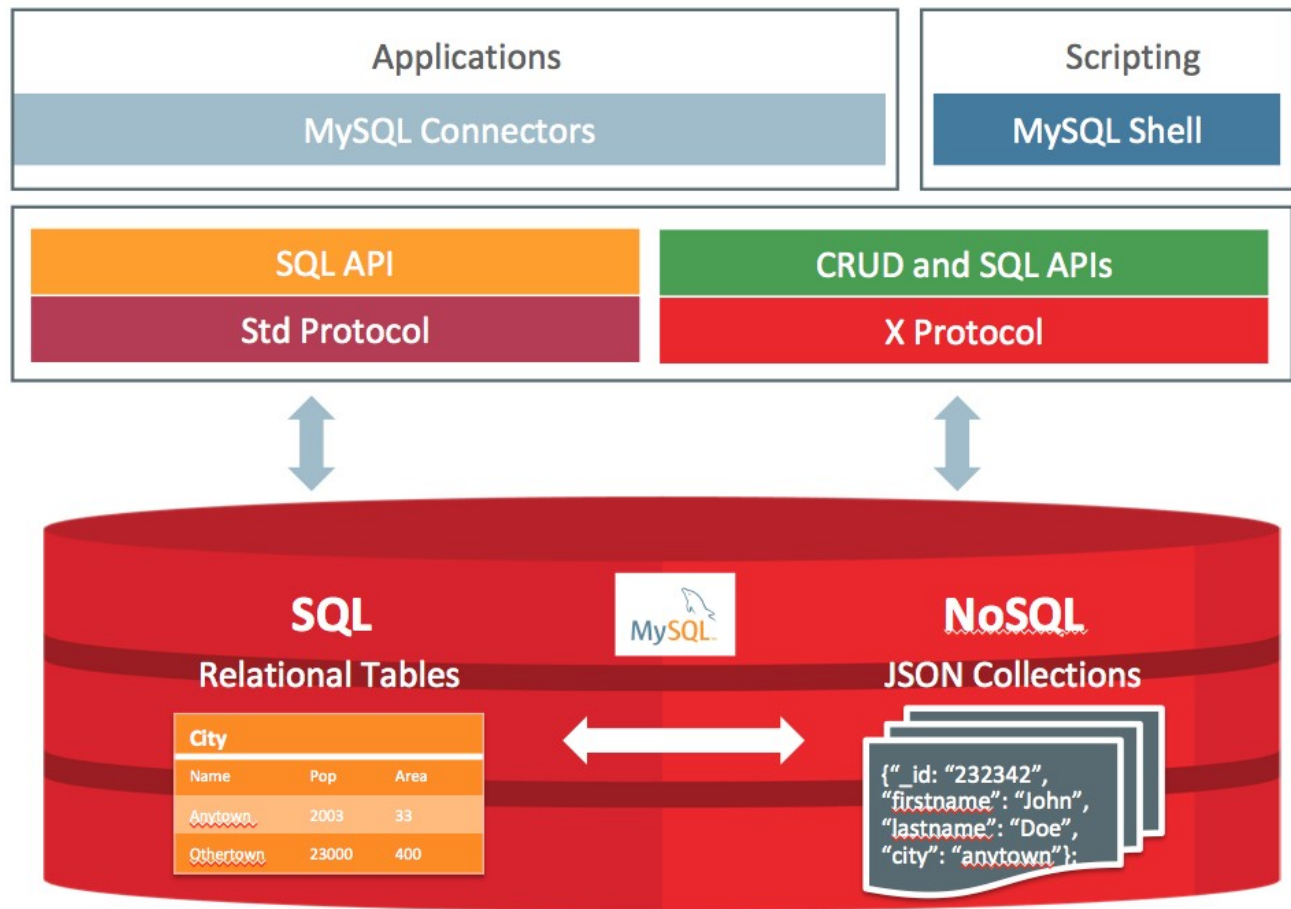 Applications
MySQL Connectors
Scripting
MySQL Shell
SQL API
Std Protocol
CRUD and SQL APIs
X Protocol
SQL
Relational Tables
City
Name Pop Area
Anytown 2003 33
Othertown 23000 400
MySQL™
NoSQL
JSON Collections
{“_id: “232342”,
“firstname”: “John”,
“lastname”: “Doe”,
“city”: “anytown”};